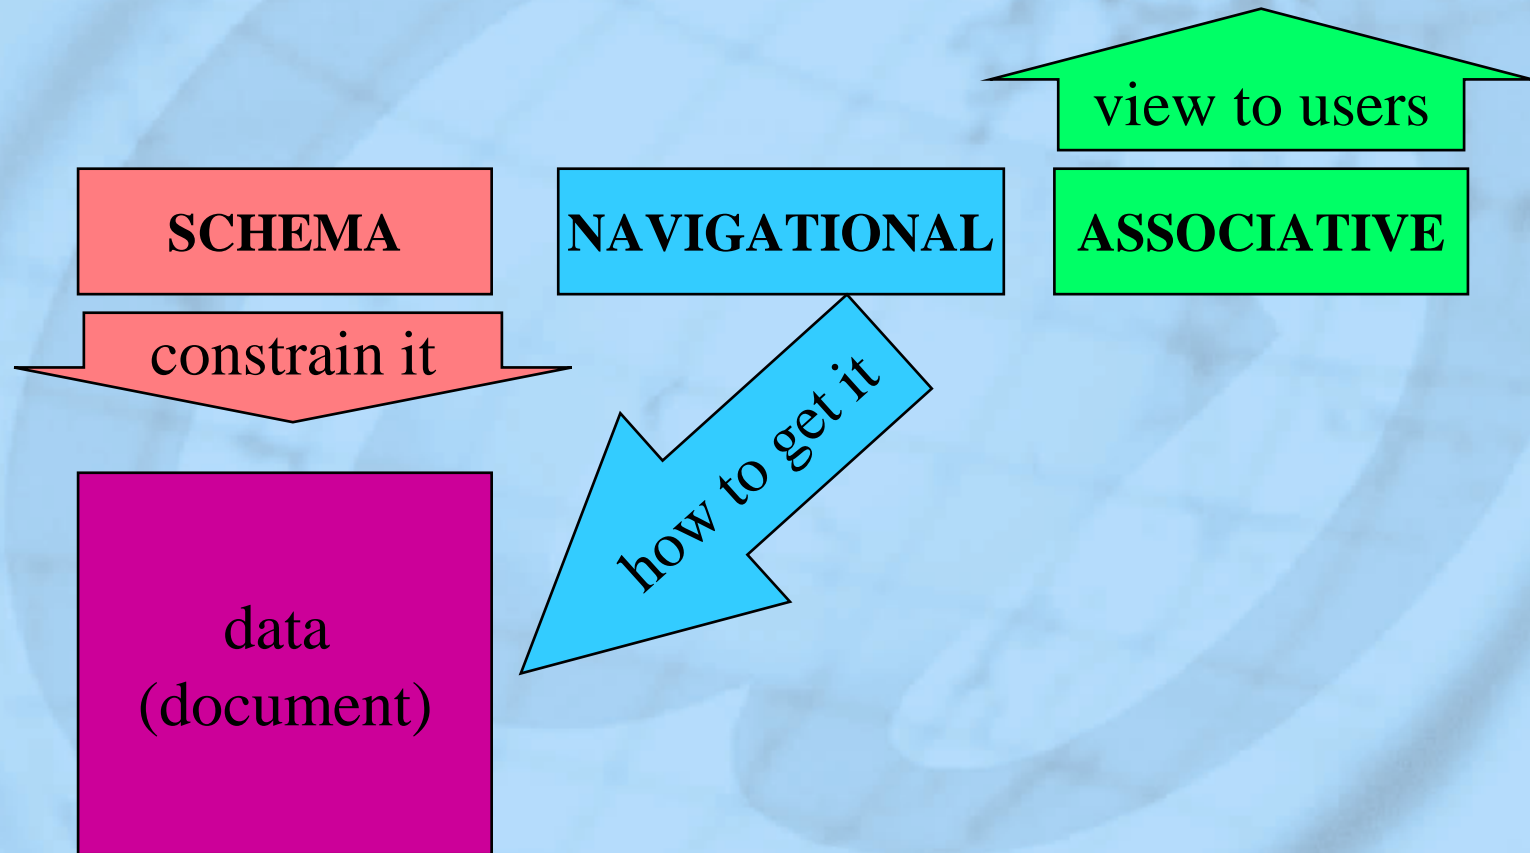 view to users
SCHEMA
NAVIGATIONAL
ASSOCIATIVE
constrain it
how to get it
data
(document)